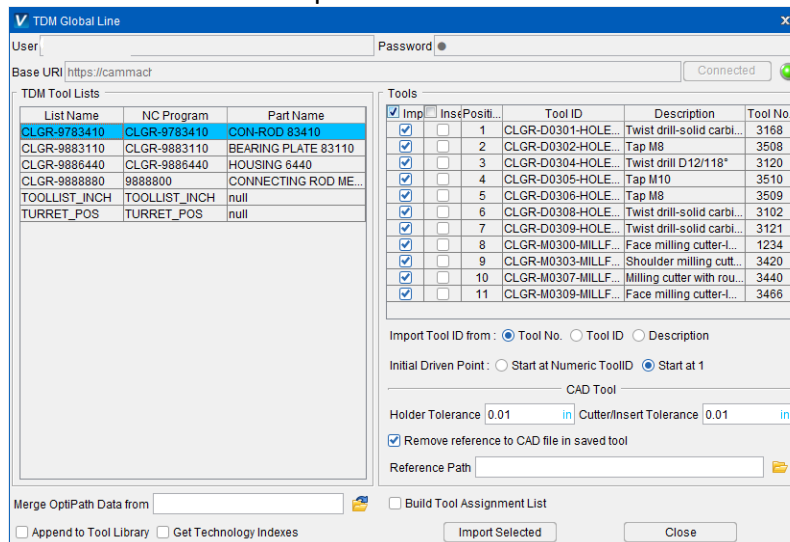 TDM Global Line
User
Password
Base URI https://cammach
Connected
TDM Tool Lists
List Name NC Program Part Name
CLGR-9783410 CLGR-9783410 CON-ROD 83410
CLGR-9883110 CLGR-9883110 BEARING PLATE 83110
CLGR-9886440 CLGR-9886440 HOUSING 6440
CLGR-9888880 9888800 CONNECTING ROD ME...
TOOLLIST_INCH TOOLLIST_INCH null
TURRET_POS TURRET_POS null
Tools
Imp Inse Positi... Tool ID Description Tool No.
1 CLGR-D0301-HOLE... Twist drill-solid carbi... 3168
2 CLGR-D0302-HOLE... Tap M8 3508
3 CLGR-D0304-HOLE... Twist drill D12/118° 3120
4 CLGR-D0305-HOLE... Tap M10 3510
5 CLGR-D0306-HOLE... Tap M8 3509
6 CLGR-D0308-HOLE... Twist drill-solid carbi... 3102
7 CLGR-D0309-HOLE... Twist drill-solid carbi... 3121
8 CLGR-M0300-MILLF... Face milling cutter-I... 1234
9 CLGR-M0303-MILLF... Shoulder milling cutt... 3420
10 CLGR-M0307-MILLF... Milling cutter with rou... 3440
11 CLGR-M0309-MILLF... Face milling cutter-I... 3466
Import Tool ID from : Tool No. Tool ID Description
Initial Driven Point : Start at Numeric ToolID Start at 1
CAD Tool
Holder Tolerance 0.01 in Cutter/Insert Tolerance 0.01 in
Remove reference to CAD file in saved tool
Reference Path
Merge OptiPath Data from
Build Tool Assignment List
Append to Tool Library Get Technology Indexes
Import Selected
Close